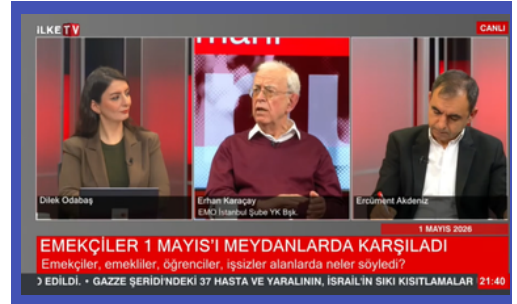 İLKE TV
CANLI
Dilek Odabaş
Erhan Karaçay
EMO İstanbul Şube YK Bşk.
Ercüment Akdeniz
1 MAYIS 2026
EMEKÇİLER 1 MAYIS'I MEYDANLARDA KARŞILADI
Emekçiler, emekliler, öğrenciler, işsizler alanlarda neler söyledi?
EDİLDİ. • GAZZE ŞERİDİ'NDEKİ 37 HASTA VE YARALININ, İSRAİL'İN SIKI KISITLAMALAR
21:40